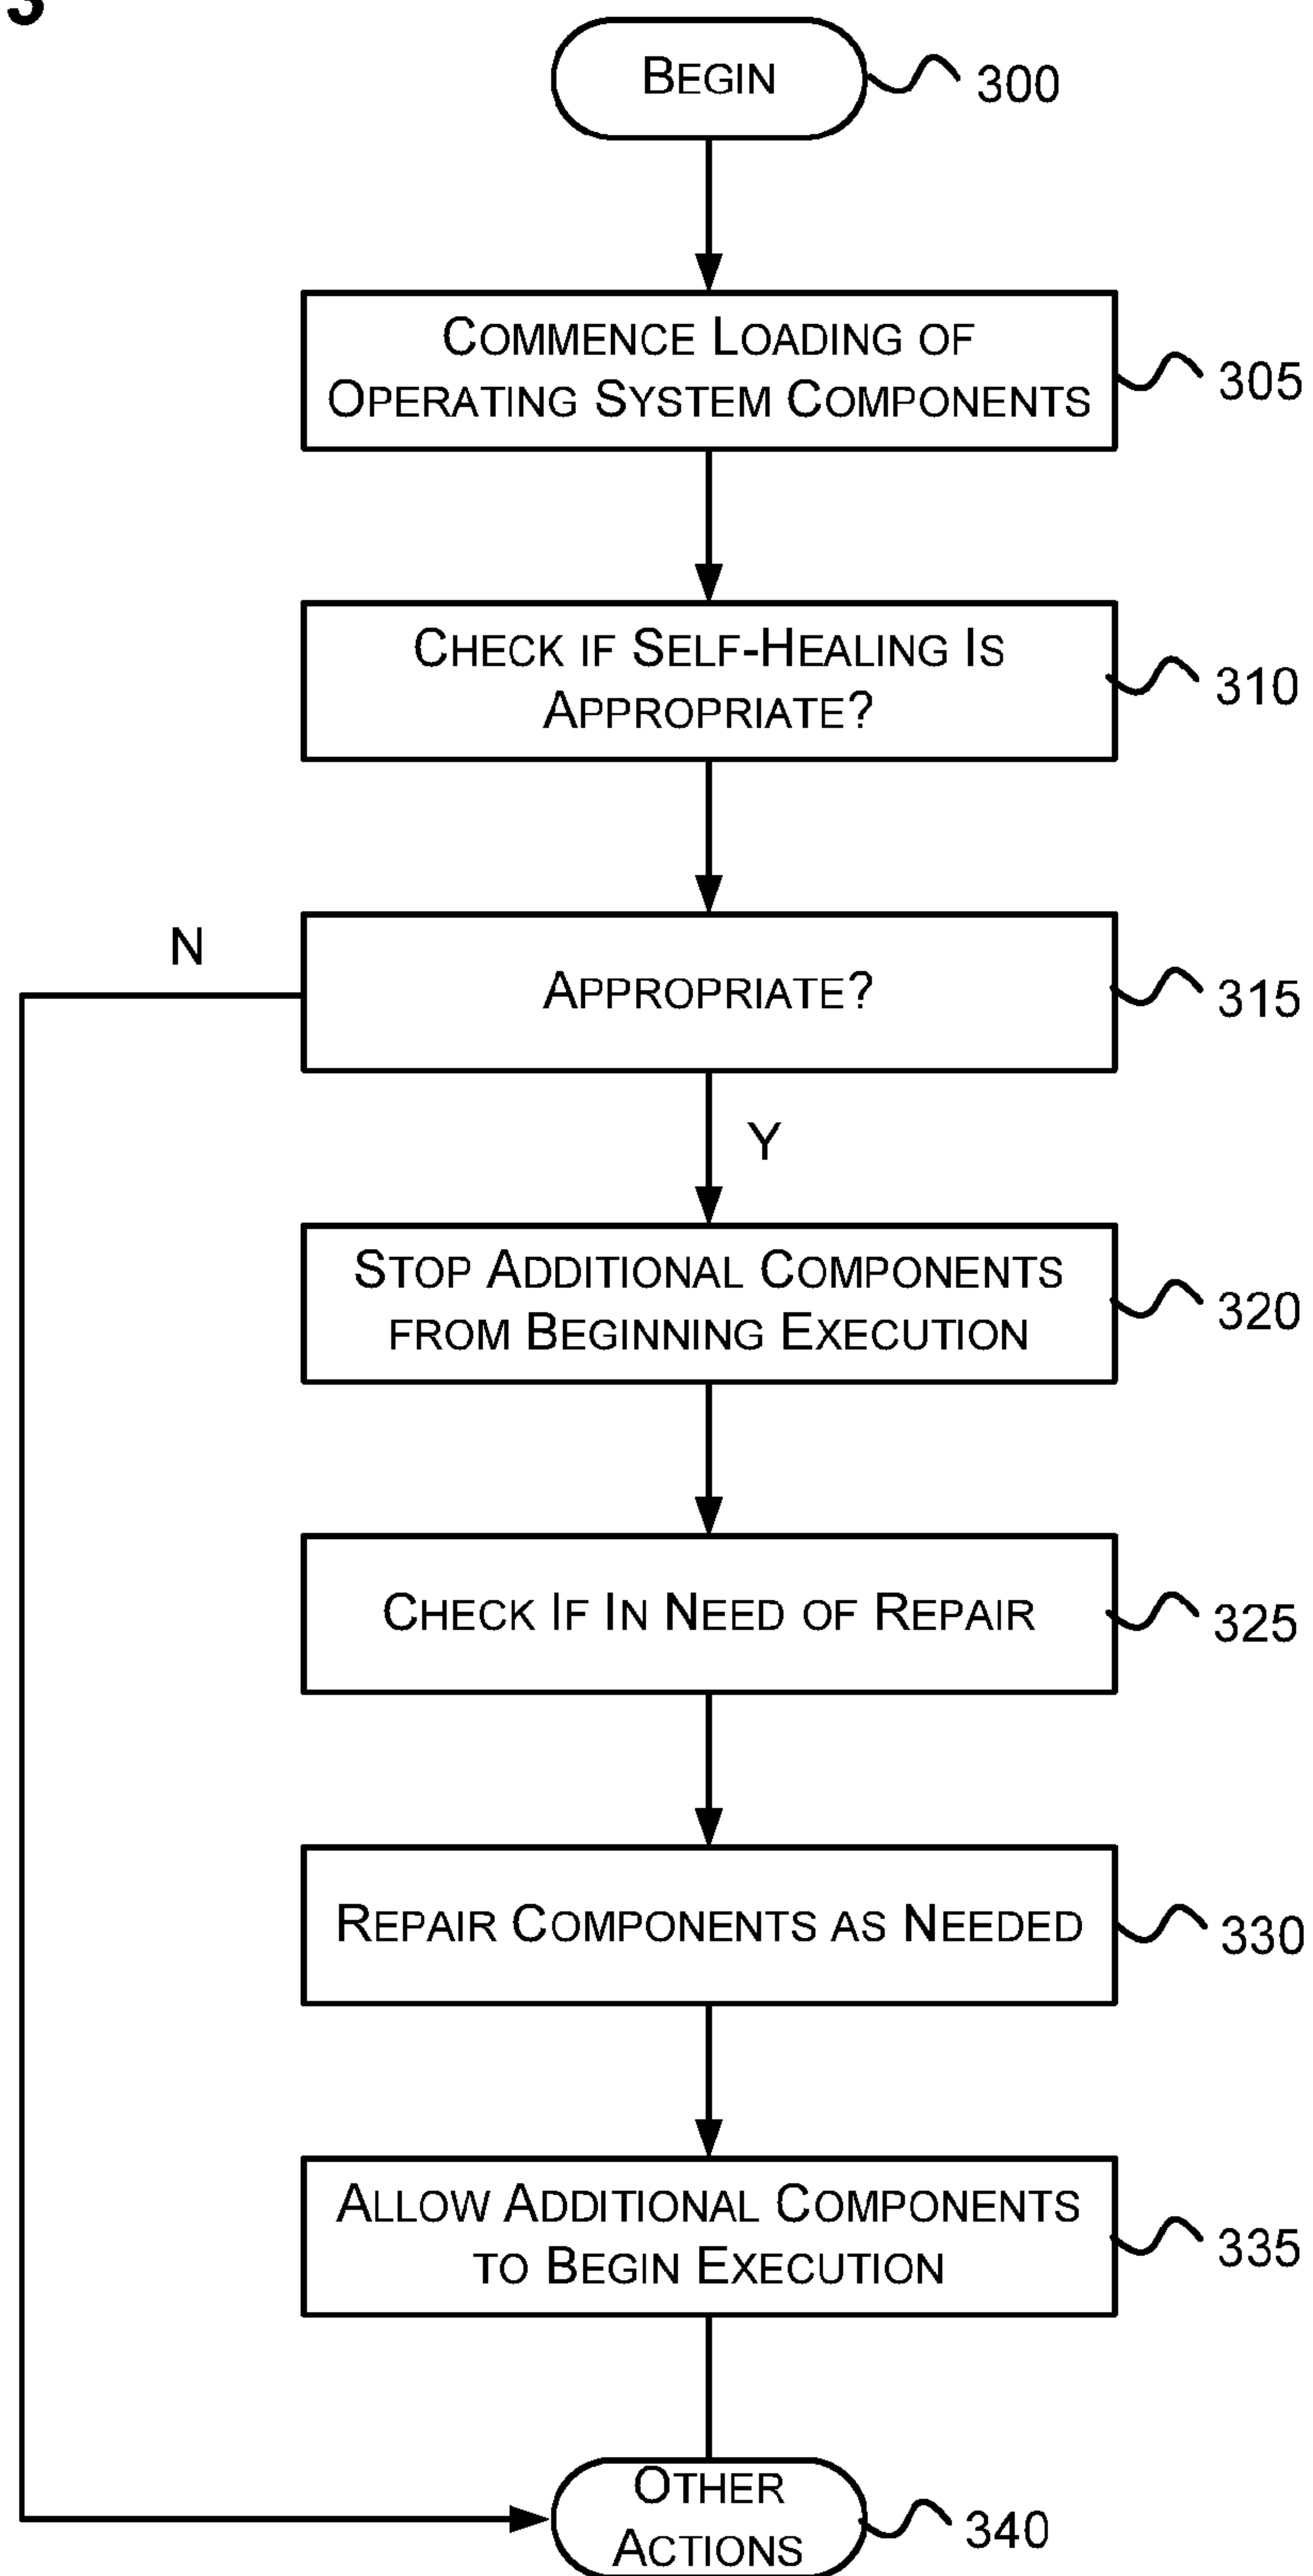 3
BEGIN
300
COMMENCE LOADING OF
OPERATING SYSTEM COMPONENTS
305
CHECK IF SELF-HEALING IS
APPROPRIATE?
310
N
APPROPRIATE?
315
Y
STOP ADDITIONAL COMPONENTS
FROM BEGINNING EXECUTION
320
CHECK IF IN NEED OF REPAIR
325
REPAIR COMPONENTS AS NEEDED
330
ALLOW ADDITIONAL COMPONENTS
TO BEGIN EXECUTION
335
OTHER
ACTIONS
340